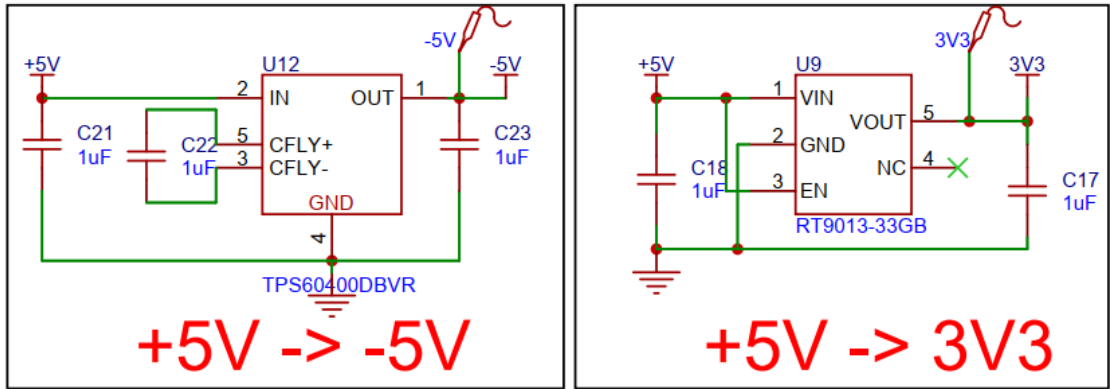 -5V
+5V
U12
-5V
2
IN
OUT
1
C21
1uF
C22
1uF
5
CFLY+
3
CFLY-
C23
1uF
GND
4
TPS60400DBVR
+5V -> -5V
3V3
+5V
U9
3V3
1
VIN
VOUT
5
2
GND
NC
4
C18
1uF
3
EN
C17
1uF
RT9013-33GB
+5V -> 3V3